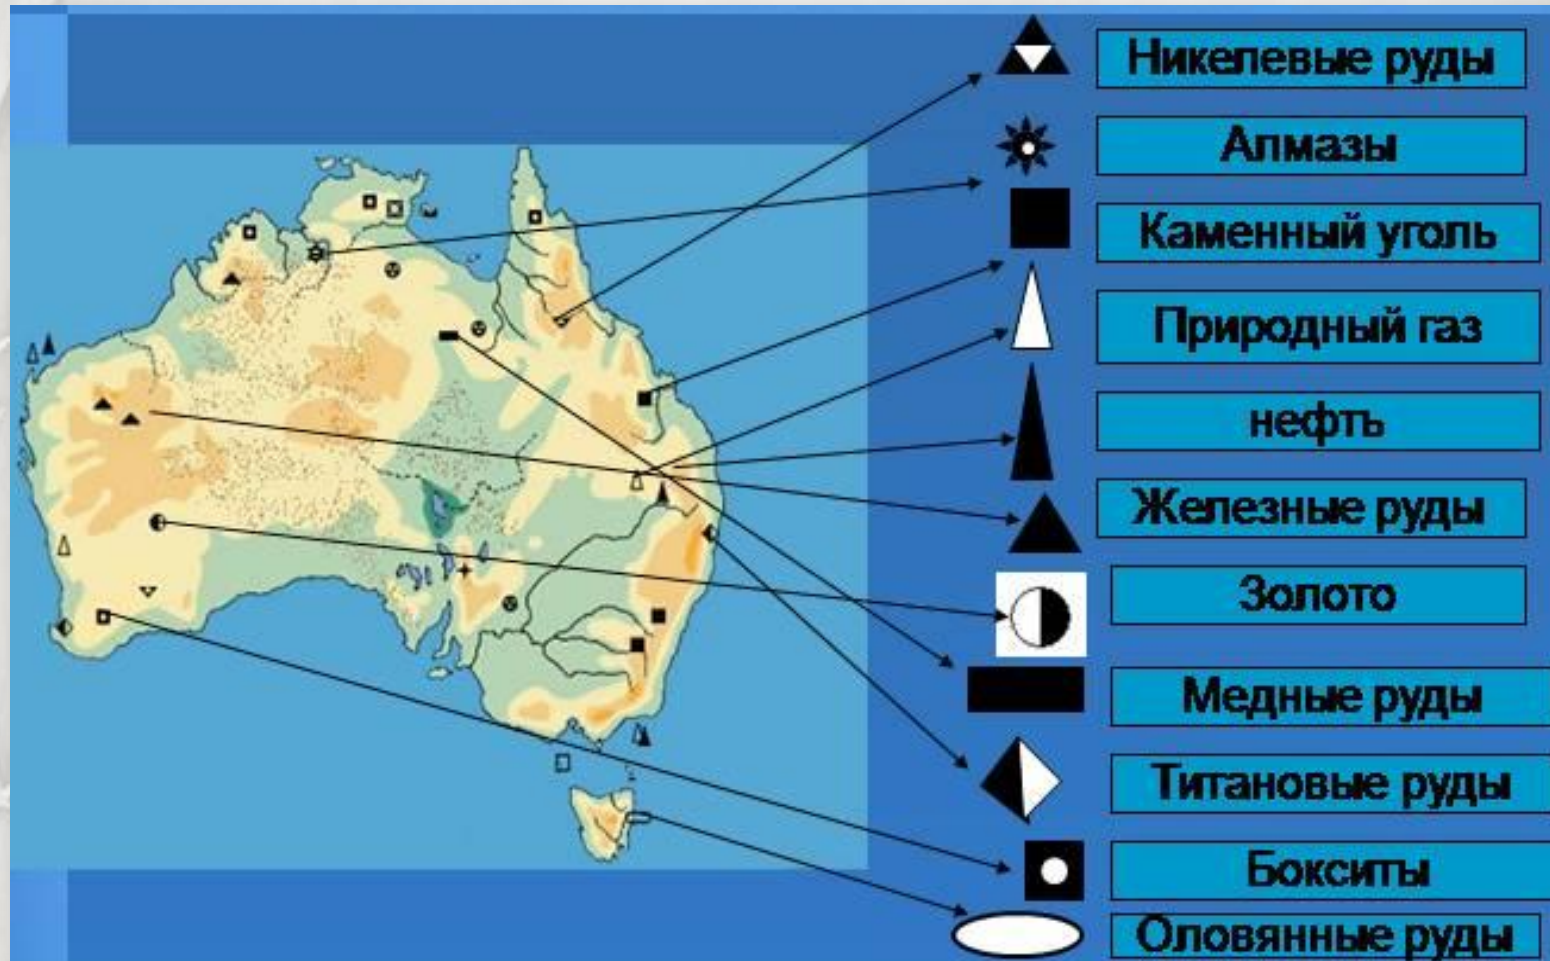 Никелевые руды
Алмазы
Каменный уголь
Природный газ
нефть
Железные руды
Золото
Медные руды
Титановые руды
Бокситы
Оловянные руды